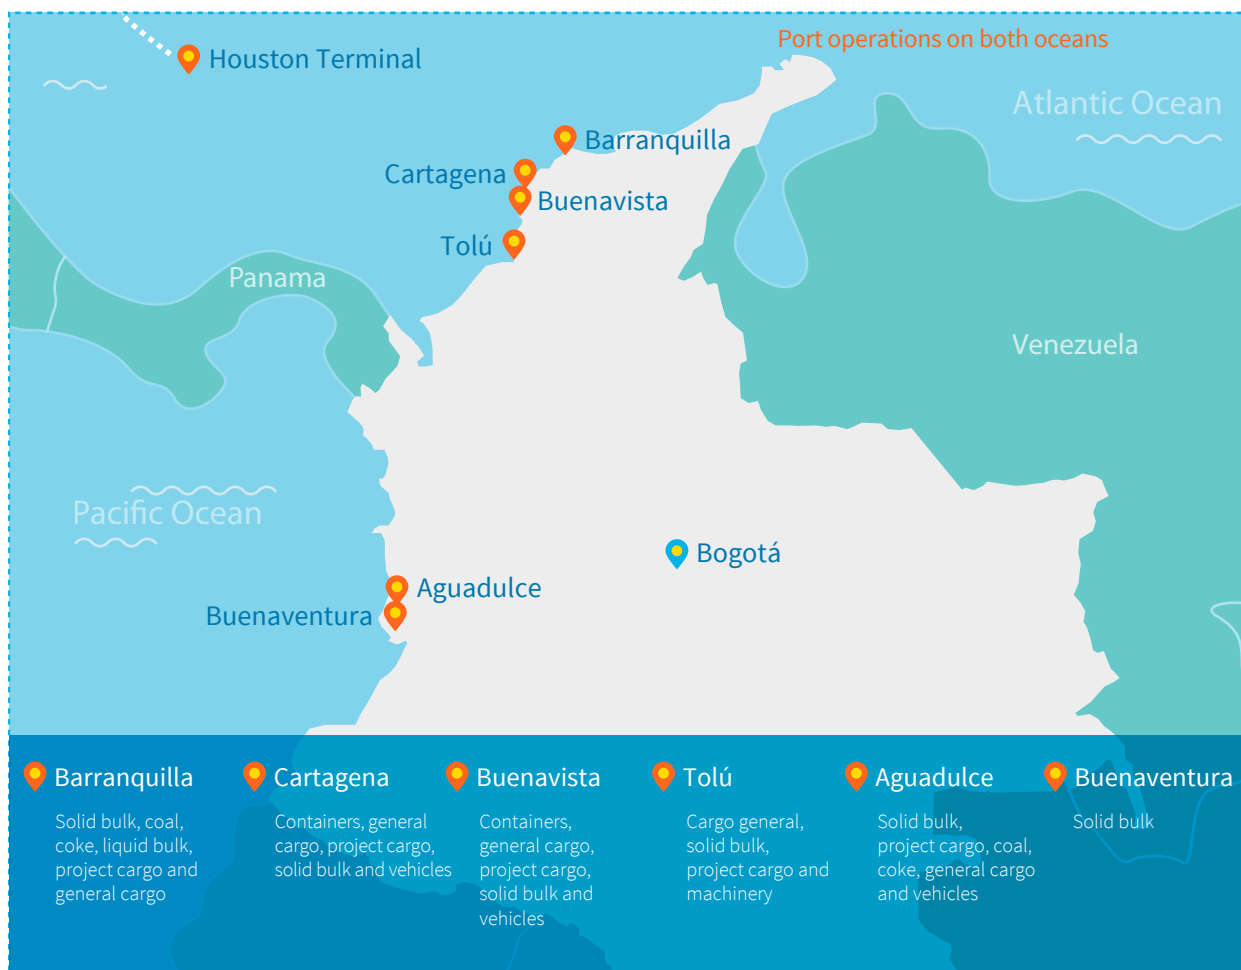 Port operations on both oceans
Houston Terminal
Atlantic Ocean
Barranquilla
Cartagena
Buenavista
Tolú
Panama
Venezuela
Pacific Ocean
Bogotá
Aguadulce
Buenaventura
Barranquilla
Solid bulk, coal,
coke, liquid bulk,
project cargo and
general cargo
Cartagena
Containers, general
cargo, project cargo,
solid bulk and vehicles
Buenavista
Containers,
general cargo,
project cargo,
solid bulk and
vehicles
Tolú
Cargo general,
solid bulk,
project cargo and
machinery
Aguadulce
Solid bulk,
project cargo, coal,
coke, general cargo
and vehicles
Buenaventura
Solid bulk